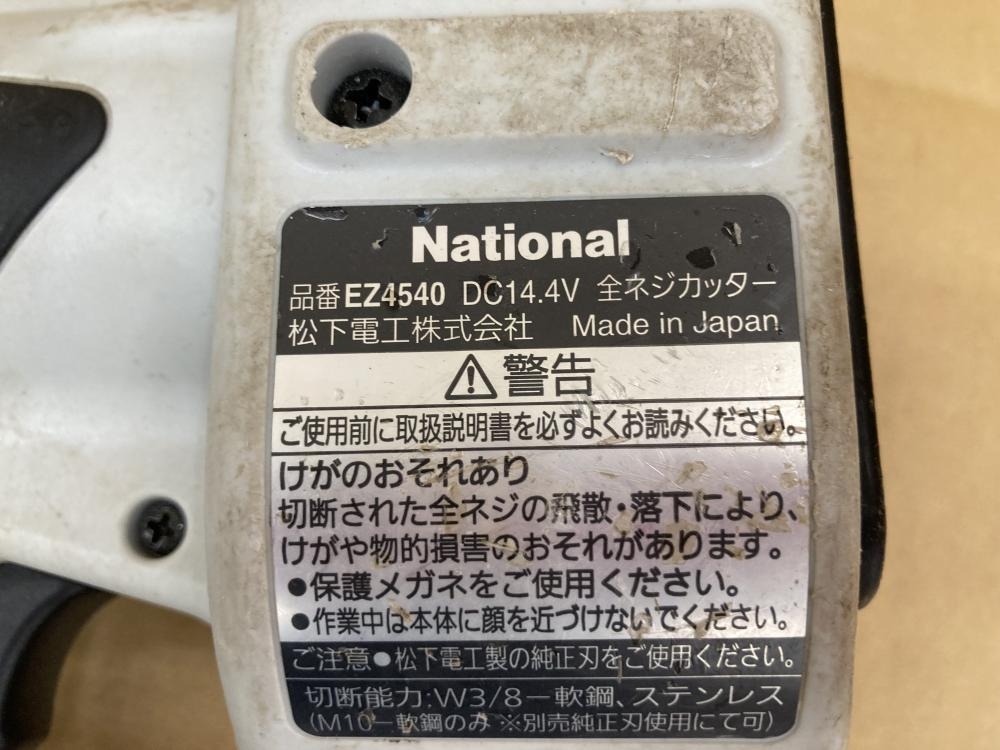 National
品番EZ4540 DC14.4V 全ネジカッター
松下電工株式会社 Made in Japan
⚠警告
ご使用前に取扱説明書を必ずよくお読みください。
けがのおそれあり
切断された全ネジの飛散・落下により、
けがや物的損害のおそれがあります。
●保護メガネをご使用ください。
●作業中は本体に顔を近づけないでください。
ご注意●松下電工製の純正刃をご使用ください。
切断能力:W3/8ー軟鋼、ステンレス
(M10ー軟鋼のみ ※別売純正刃使用にて可)